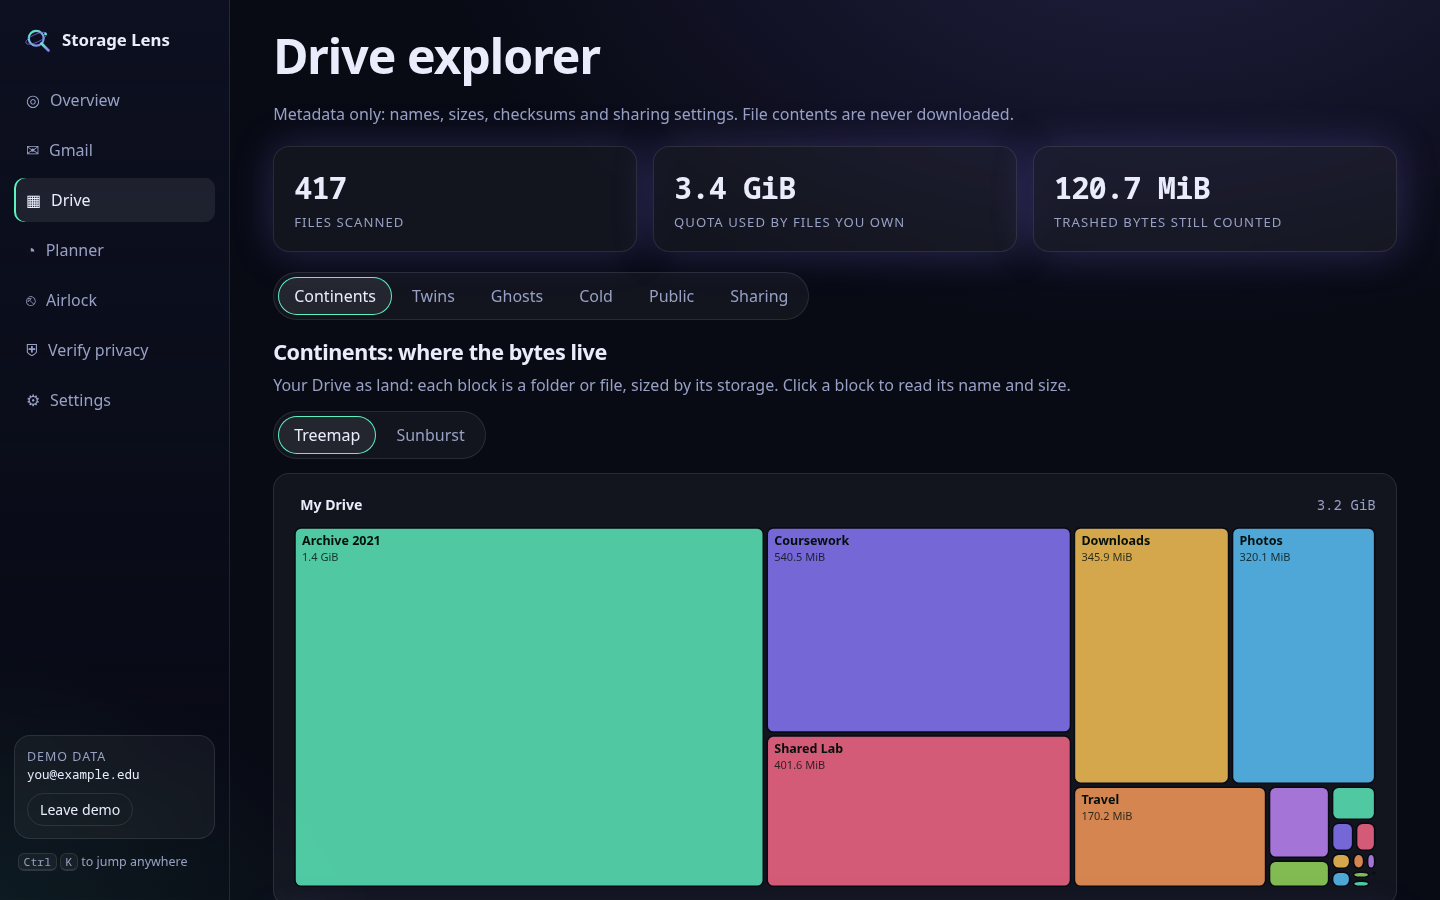 Storage Lens
Overview
Gmail
Drive
Planner
Airlock
Verify privacy
Settings
DEMO DATA
you@example.edu
Leave demo
Ctrl K to jump anywhere
Drive explorer
Metadata only: names, sizes, checksums and sharing settings. File contents are never downloaded.
417
FILES SCANNED
3.4 GiB
QUOTA USED BY FILES YOU OWN
120.7 MiB
TRASHED BYTES STILL COUNTED
Continents Twins Ghosts Cold Public Sharing
Continents: where the bytes live
Your Drive as land: each block is a folder or file, sized by its storage. Click a block to read its name and size.
Treemap Sunburst
My Drive 3.2 GiB
Archive 2021
1.4 GiB
Coursework
540.5 MiB
Shared Lab
401.6 MiB
Downloads
345.9 MiB
Photos
320.1 MiB
Travel
170.2 MiB